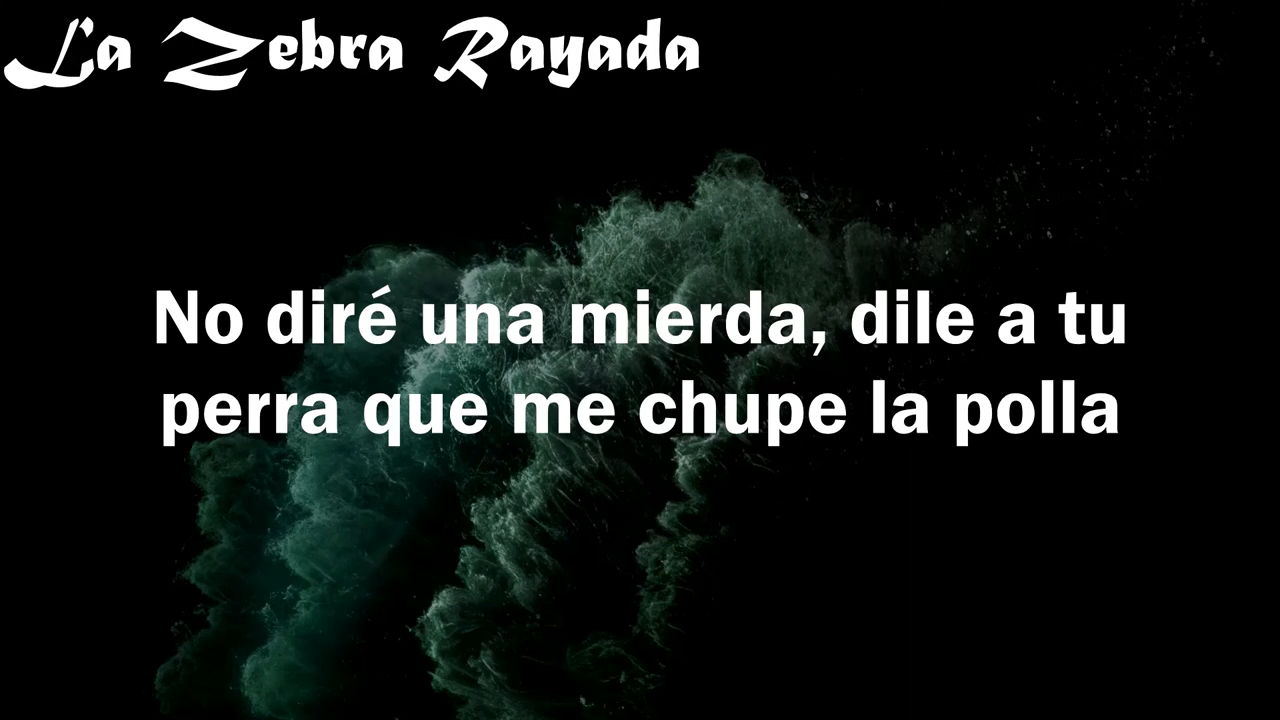 La Zebra Rayada
No diré una mierda, dile a tu
perra que me chupe la polla